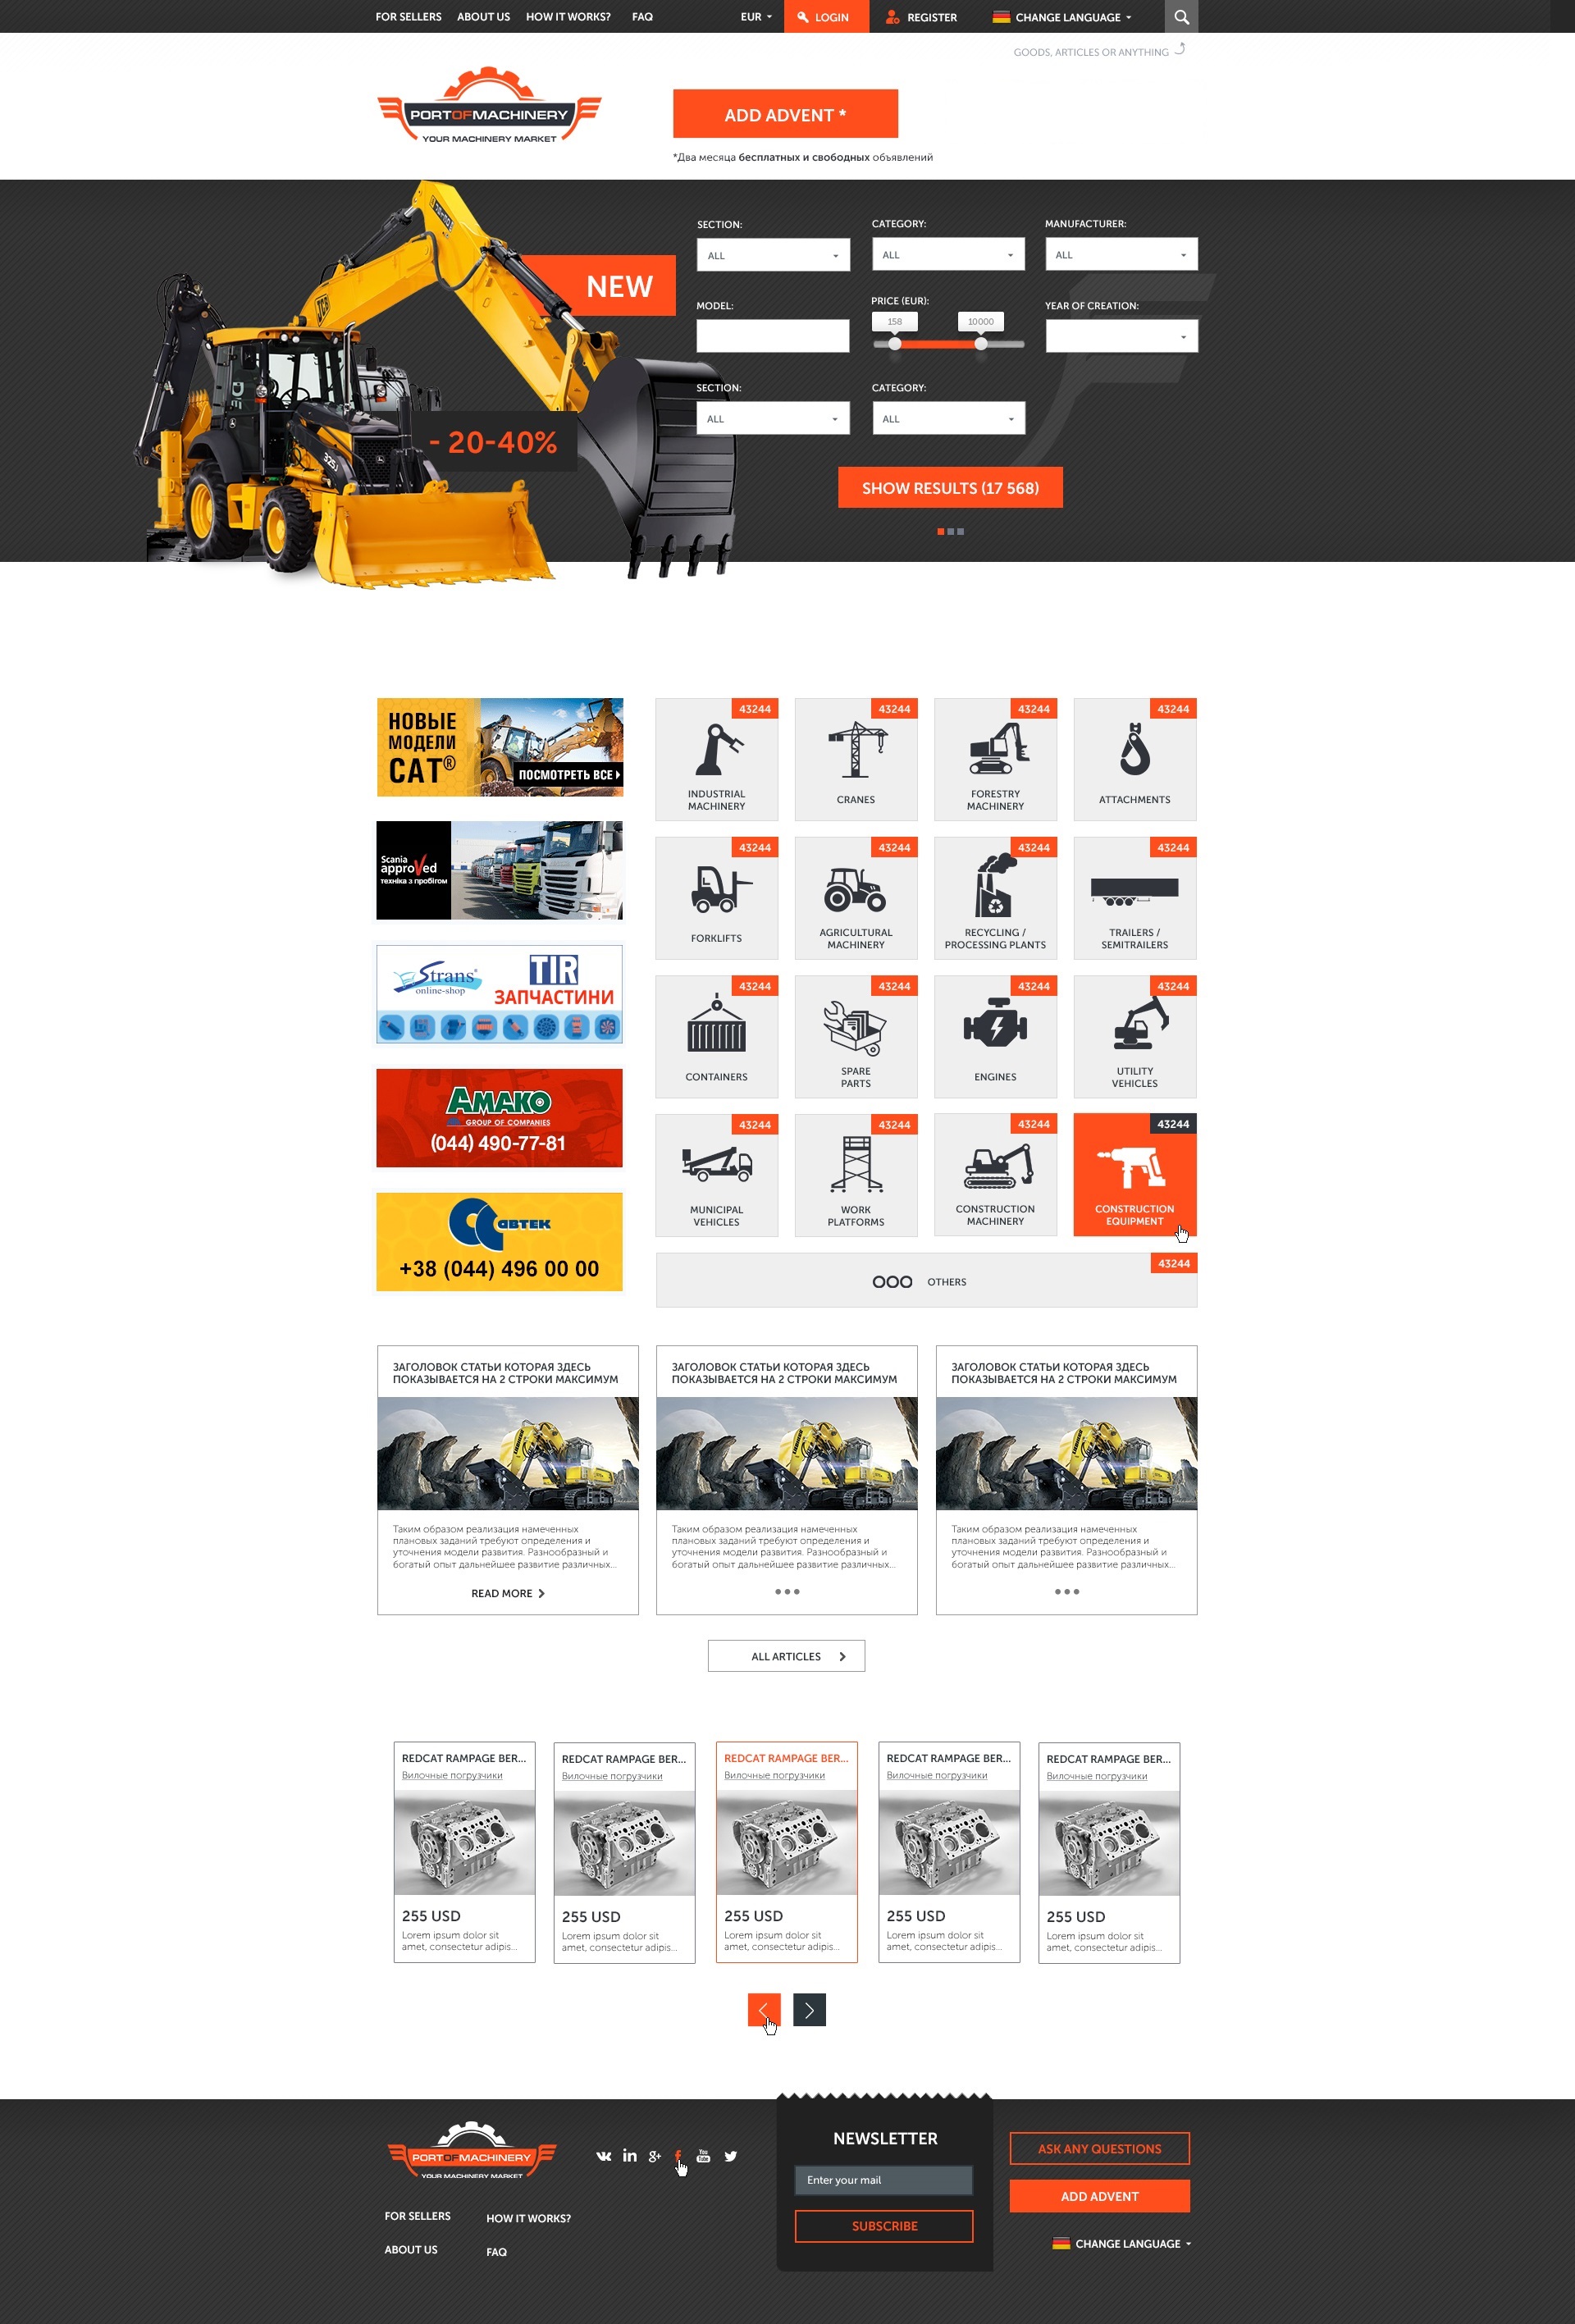 FOR SELLERS ABOUT US HOW IT WORKS? FAQ EUR LOGIN REGISTER CHANGE LANGUAGE
GOODS, ARTICLES OR ANYTHING
PORTOFMACHINERY
YOUR MACHINERY MARKET
ADD ADVENT *
*Два месяца бесплатных и свободных объявлений
NEW
- 20-40%
JCB
325J
SECTION: CATEGORY: MANUFACTURER:
ALL ALL ALL
MODEL: PRICE (EUR): YEAR OF CREATION:
158 10000
SECTION: CATEGORY:
ALL ALL
SHOW RESULTS (17 568)
НОВЫЕ
МОДЕЛИ
CAT®
ПОСМОТРЕТЬ ВСЕ
Scania
approved
техніка з пробігом
Strans
online-shop
TIR
ЗАПЧАСТИНИ
АМАКО
GROUP OF COMPANIES
(044) 490-77-81
АВТЕК
+38 (044) 496 00 00
43244 43244 43244 43244
INDUSTRIAL
MACHINERY
CRANES
FORESTRY
MACHINERY
ATTACHMENTS
43244 43244 43244 43244
FORKLIFTS
AGRICULTURAL
MACHINERY
RECYCLING /
PROCESSING PLANTS
TRAILERS /
SEMITRAILERS
43244 43244 43244 43244
CONTAINERS
SPARE
PARTS
ENGINES
UTILITY
VEHICLES
43244 43244 43244 43244
MUNICIPAL
VEHICLES
WORK
PLATFORMS
CONSTRUCTION
MACHINERY
CONSTRUCTION
EQUIPMENT
43244
OTHERS
ЗАГОЛОВОК СТАТЬИ КОТОРАЯ ЗДЕСЬ
ПОКАЗЫВАЕТСЯ НА 2 СТРОКИ МАКСИМУМ
Таким образом реализация намеченных
плановых заданий требуют определения и
уточнения модели развития. Разнообразный и
богатый опыт дальнейшее развитие различных...
READ MORE
ЗАГОЛОВОК СТАТЬИ КОТОРАЯ ЗДЕСЬ
ПОКАЗЫВАЕТСЯ НА 2 СТРОКИ МАКСИМУМ
Таким образом реализация намеченных
плановых заданий требуют определения и
уточнения модели развития. Разнообразный и
богатый опыт дальнейшее развитие различных...
ЗАГОЛОВОК СТАТЬИ КОТОРАЯ ЗДЕСЬ
ПОКАЗЫВАЕТСЯ НА 2 СТРОКИ МАКСИМУМ
Таким образом реализация намеченных
плановых заданий требуют определения и
уточнения модели развития. Разнообразный и
богатый опыт дальнейшее развитие различных...
ALL ARTICLES
REDCAT RAMPAGE BER...
Вилочные погрузчики
255 USD
Lorem ipsum dolor sit
amet, consectetur adipis...
REDCAT RAMPAGE BER...
Вилочные погрузчики
255 USD
Lorem ipsum dolor sit
amet, consectetur adipis...
REDCAT RAMPAGE BER...
Вилочные погрузчики
255 USD
Lorem ipsum dolor sit
amet, consectetur adipis...
REDCAT RAMPAGE BER...
Вилочные погрузчики
255 USD
Lorem ipsum dolor sit
amet, consectetur adipis...
REDCAT RAMPAGE BER...
Вилочные погрузчики
255 USD
Lorem ipsum dolor sit
amet, consectetur adipis...
PORTOFMACHINERY
YOUR MACHINERY MARKET
in g+ You Tube
FOR SELLERS HOW IT WORKS?
ABOUT US FAQ
NEWSLETTER
Enter your mail
SUBSCRIBE
ASK ANY QUESTIONS
ADD ADVENT
CHANGE LANGUAGE